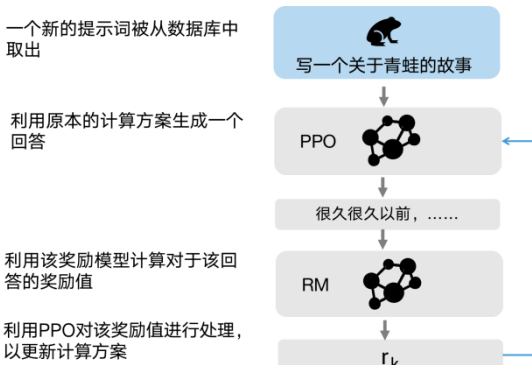 一个新的提示词被从数据库中
取出
写一个关于青蛙的故事
利用原本的计算方案生成一个
回答
PPO
很久很久以前，……
利用该奖励模型计算对于该回
答的奖励值
RM
利用PPO对该奖励值进行处理，
以更新计算方案
rk